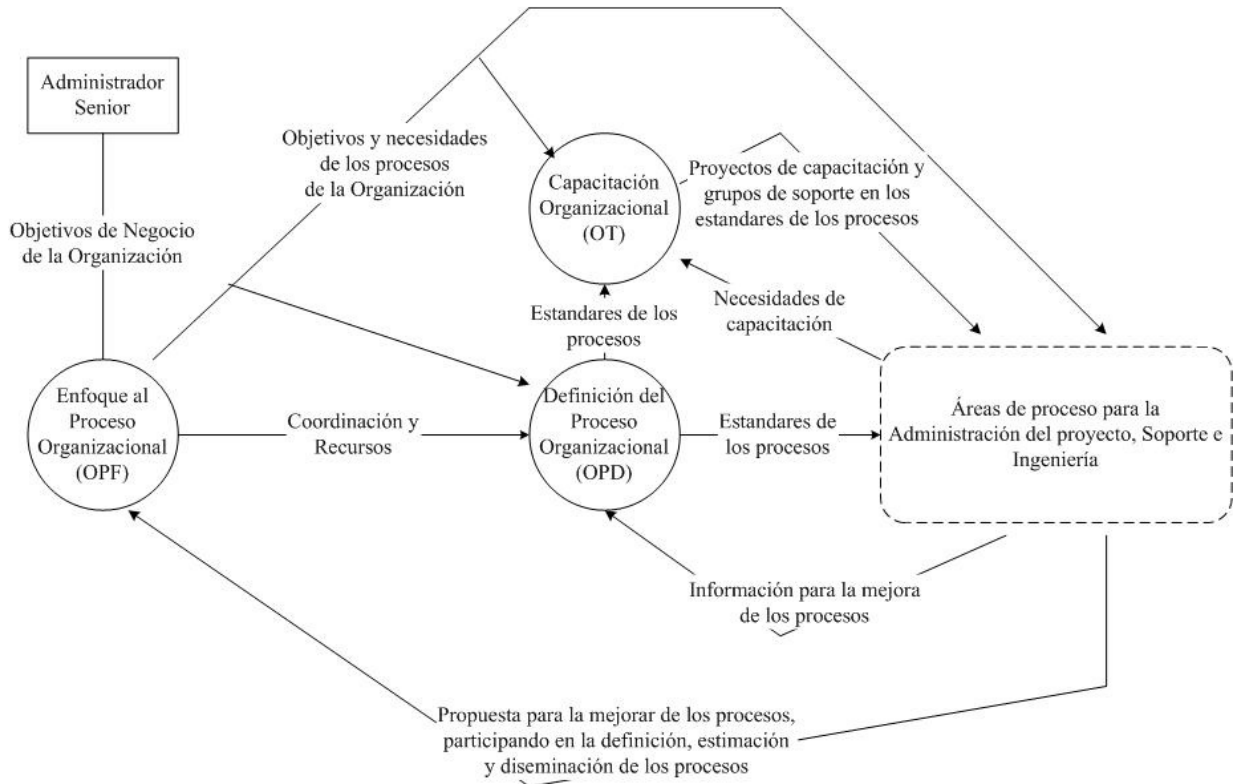 Administrador
Senior
Objetivos de Negocio
de la Organización
Objetivos y necesidades
de los procesos
de la Organización
Capacitación
Organizacional
(OT)
Proyectos de capacitación y
grupos de soporte en los
estandares de los procesos
Necesidades de
capacitación
Estandares de los
procesos
Enfoque al
Proceso
Organizacional
(OPF)
Coordinación y
Recursos
Definición del
Proceso
Organizacional
(OPD)
Estandares de
los procesos
Áreas de proceso para la
Administración del proyecto, Soporte e
Ingeniería
Información para la mejora
de los procesos
Propuesta para la mejorar de los procesos,
participando en la definición, estimación
y diseminación de los procesos